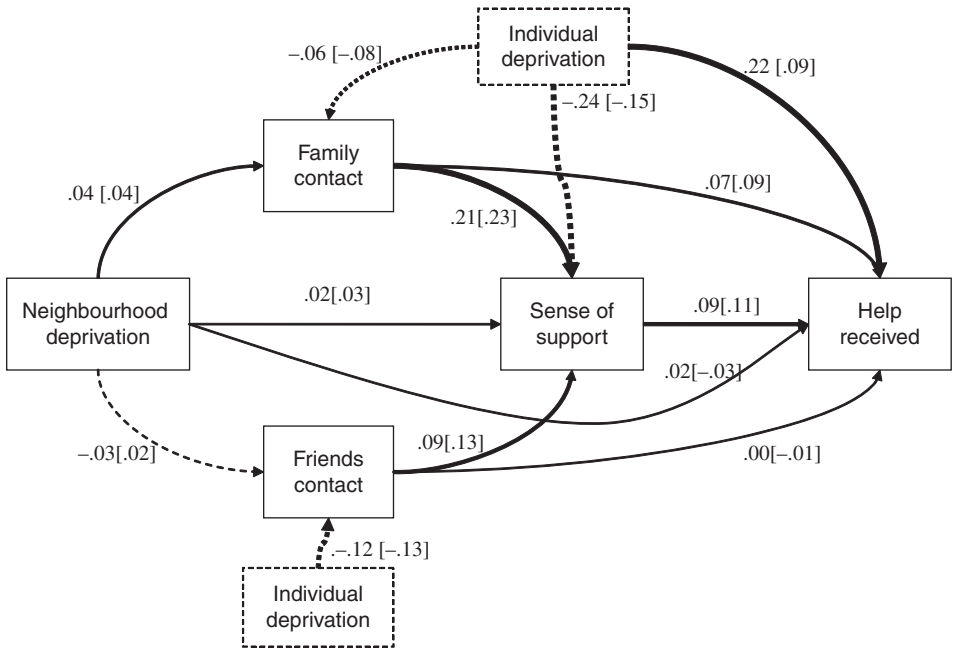 Individual
deprivation
–.06 [–.08]
.22 [.09]
–.24 [–.15]
Family
contact
.04 [.04]
.07[.09]
.21[.23]
Neighbourhood
deprivation
.02[.03]
Sense of
support
.09[.11]
Help
received
.02[–.03]
–.03[.02]
Friends
contact
.09[.13]
.00[–.01]
.–.12 [–.13]
Individual
deprivation